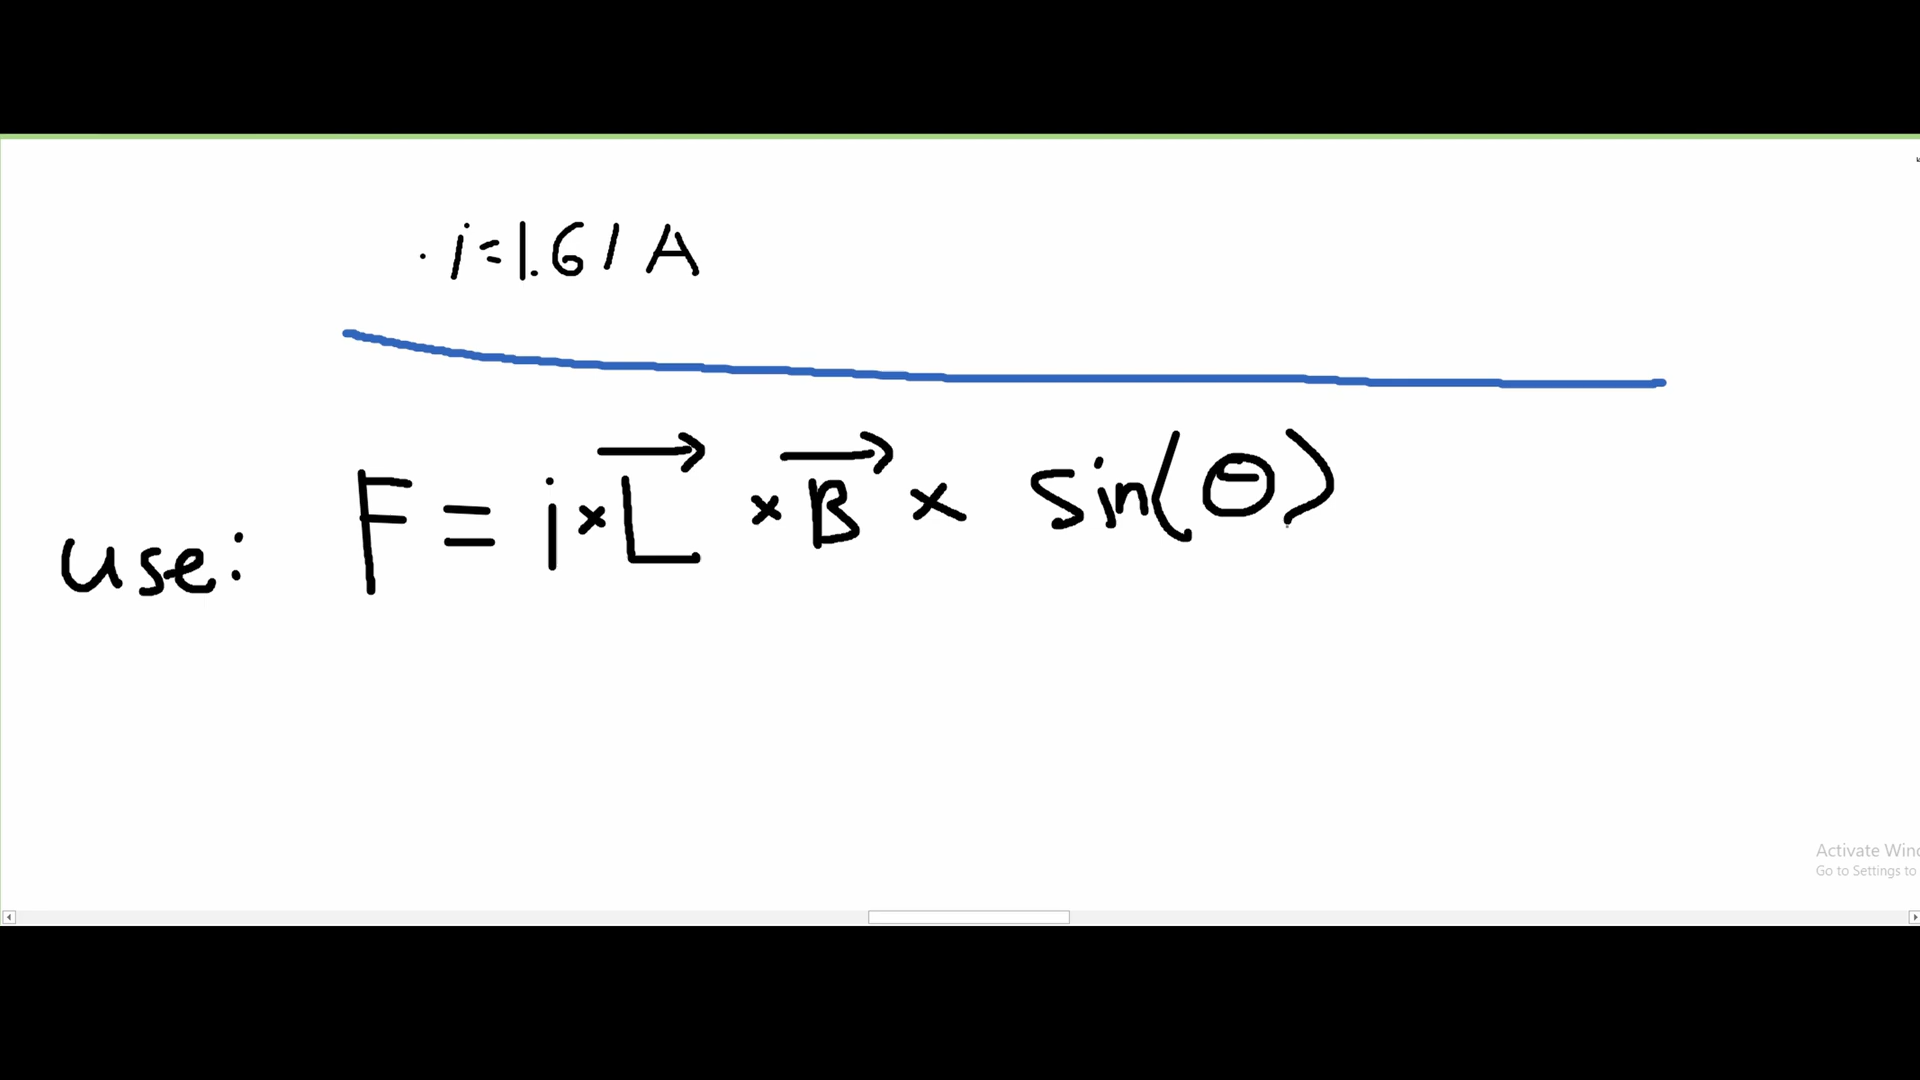 . i=1.61 A
use: F = i × L⃗ × B⃗ × sin(Θ)
Activate Wind
Go to Settings to